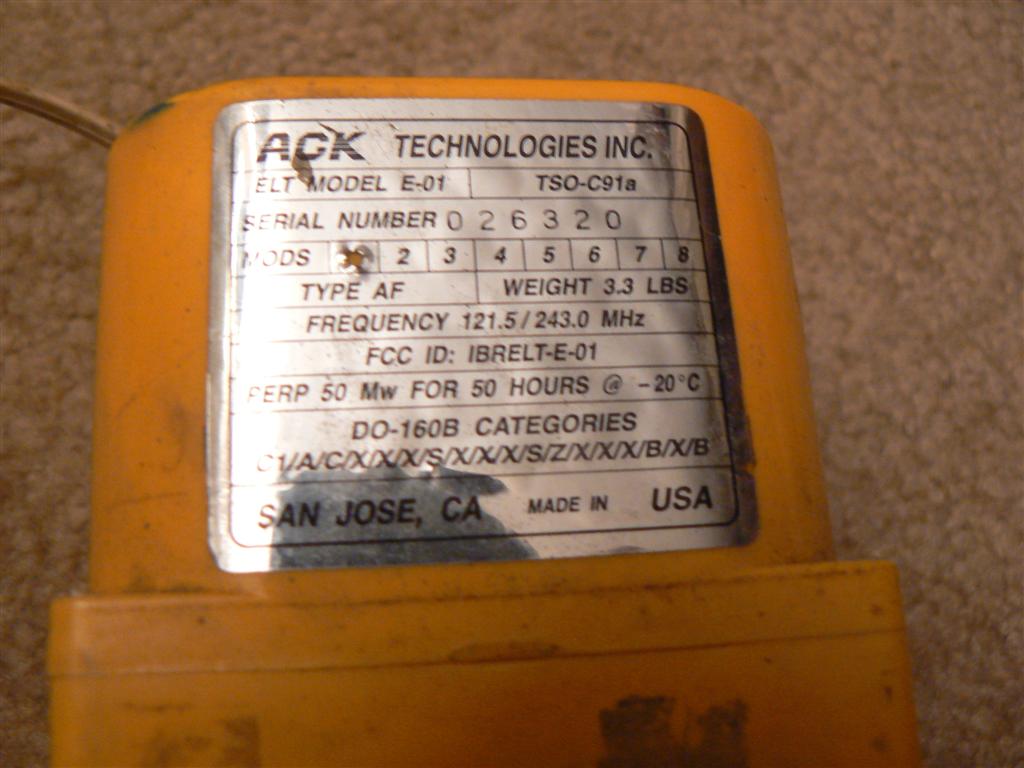 ACK TECHNOLOGIES INC.
ELT MODEL E-01 TSO-C91a
SERIAL NUMBER 026320
MODS 2 3 4 5 6 7 8
TYPE AF WEIGHT 3.3 LBS
FREQUENCY 121.5/243.0 MHz
FCC ID: IBRELT-E-01
PERP 50 Mw FOR 50 HOURS @ -20°C
DO-160B CATEGORIES
C1/A/C/X/X/X/S/X/X/X/S/Z/X/X/X/B/X/B
SAN JOSE, CA MADE IN USA